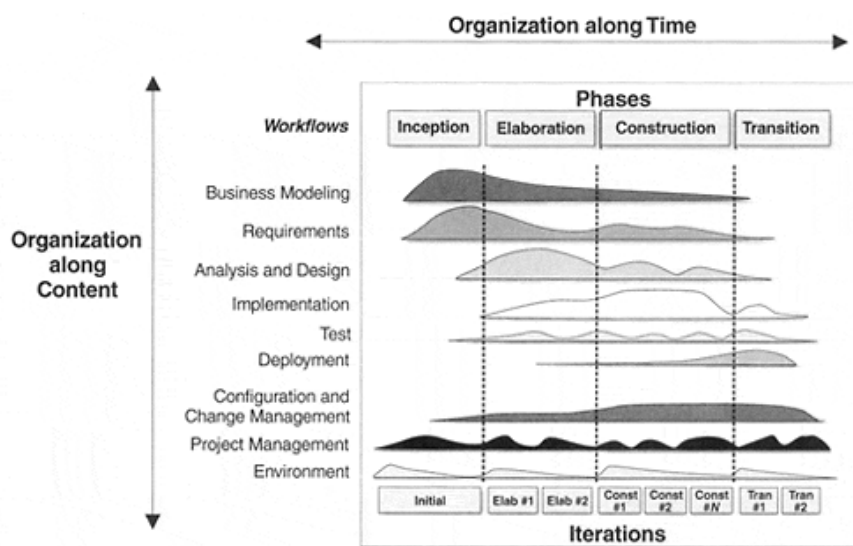 Organization along Time
Phases
Workflows
Inception
Elaboration
Construction
Transition
Organization
along
Content
Business Modeling
Requirements
Analysis and Design
Implementation
Test
Deployment
Configuration and
Change Management
Project Management
Environment
Initial
Elab #1
Elab #2
Const
#1
Const
#2
Const
#N
Tran
#1
Tran
#2
Iterations